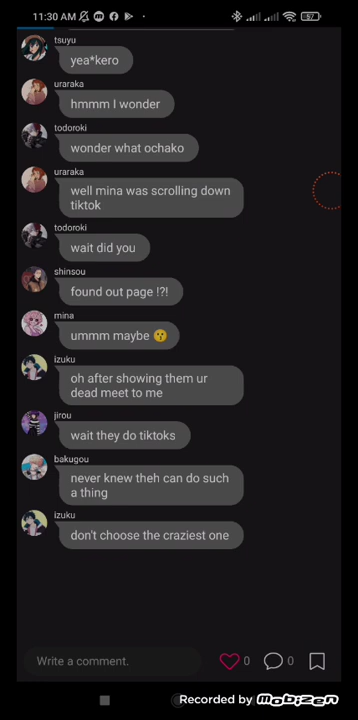 11:30 AM
57
tsuyu
yea*kero
uraraka
hmmm I wonder
todoroki
wonder what ochako
uraraka
well mina was scrolling down
tiktok
todoroki
wait did you
shinsou
found out page !?!
mina
ummm maybe 😗
izuku
oh after showing them ur
dead meet to me
jirou
wait they do tiktoks
bakugou
never knew theh can do such
a thing
izuku
don't choose the craziest one
Write a comment.
0
0
Recorded by Mobizen